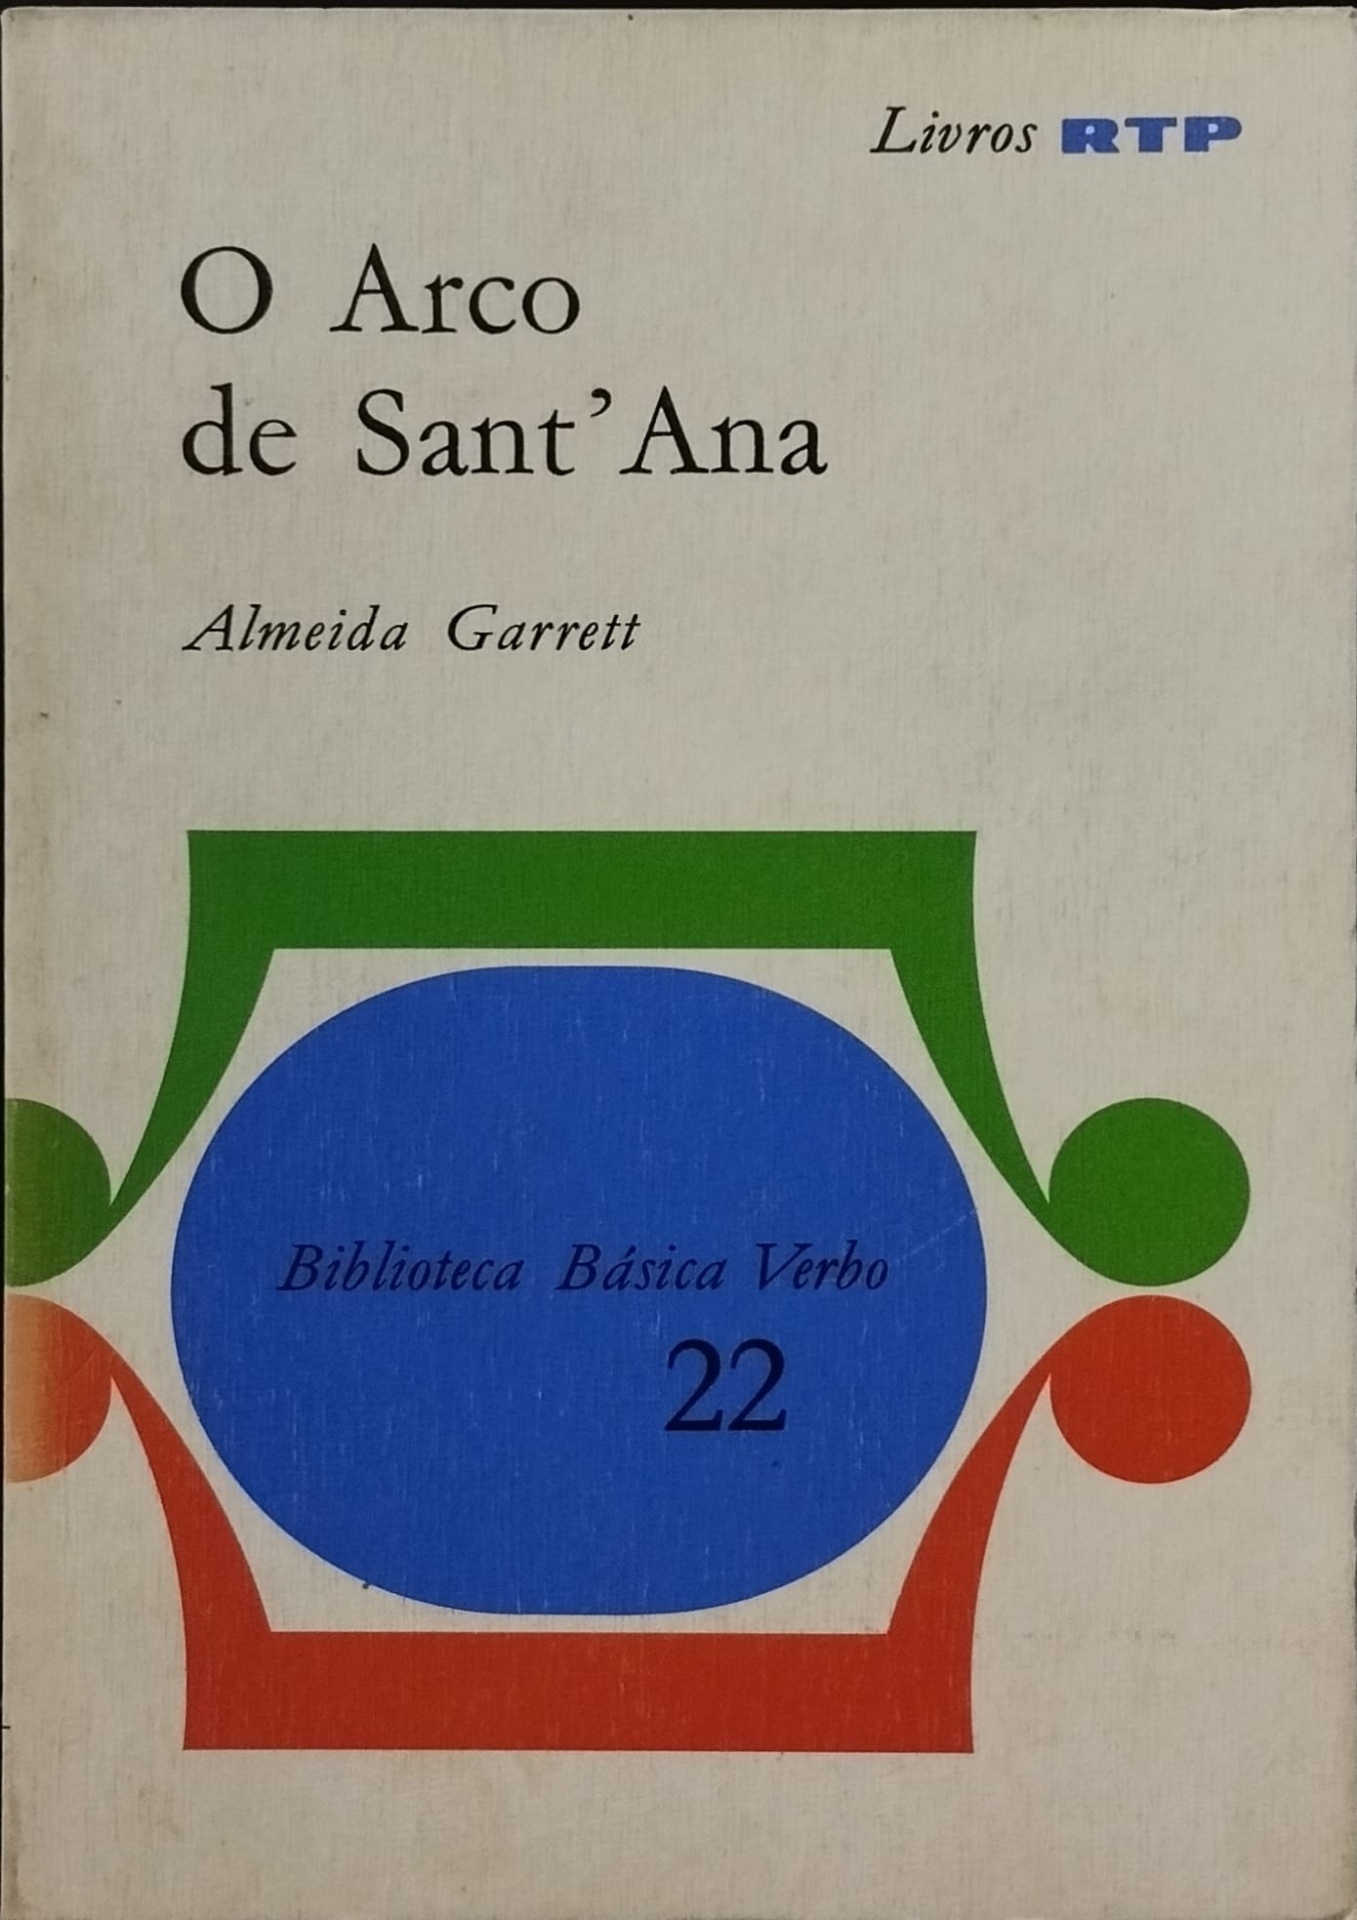 Livros RTP
O Arco
de Sant’Ana
Almeida Garrett
Biblioteca Básica Verbo
22